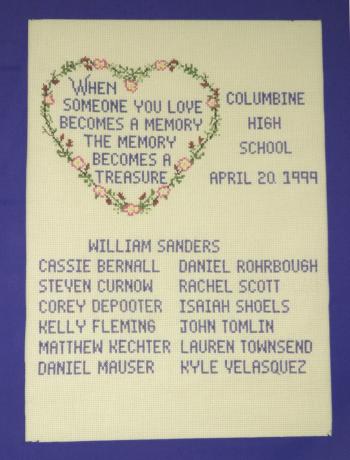 WHEN
SOMEONE YOU LOVE
BECOMES A MEMORY
THE MEMORY
BECOMES A
TREASURE
COLUMBINE
HIGH
SCHOOL
APRIL 20. 1999
WILLIAM SANDERS
CASSIE BERNALL DANIEL ROHRBOUGH
STEVEN CURNOW RACHEL SCOTT
COREY DEPOOTER ISAIAH SHOELS
KELLY FLEMING JOHN TOMLIN
MATTHEW KECHTER LAUREN TOWNSEND
DANIEL MAUSER KYLE VELASQUEZ